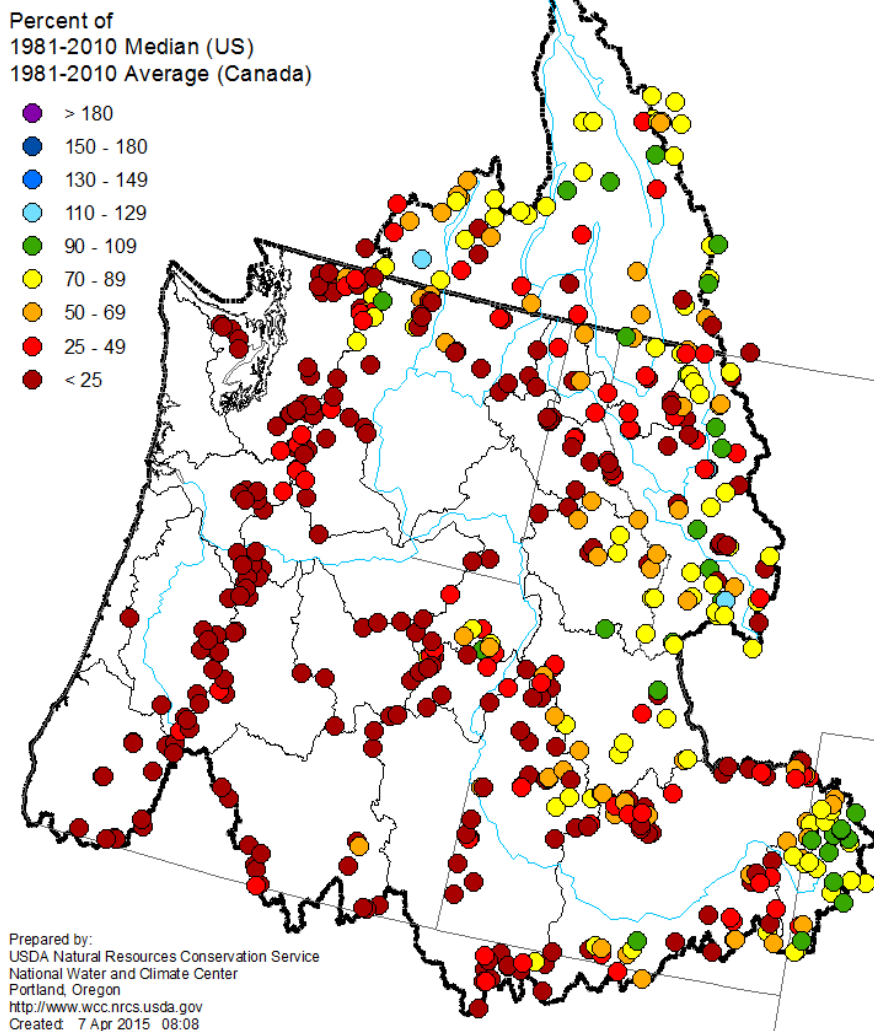 Percent of
1981-2010 Median (US)
1981-2010 Average (Canada)
> 180
150 - 180
130 - 149
110 - 129
90 - 109
70 - 89
50 - 69
25 - 49
< 25
Prepared by:
USDA Natural Resources Conservation Service
National Water and Climate Center
Portland, Oregon
http://www.wcc.nrcs.usda.gov
Created: 7 Apr 2015 08:08